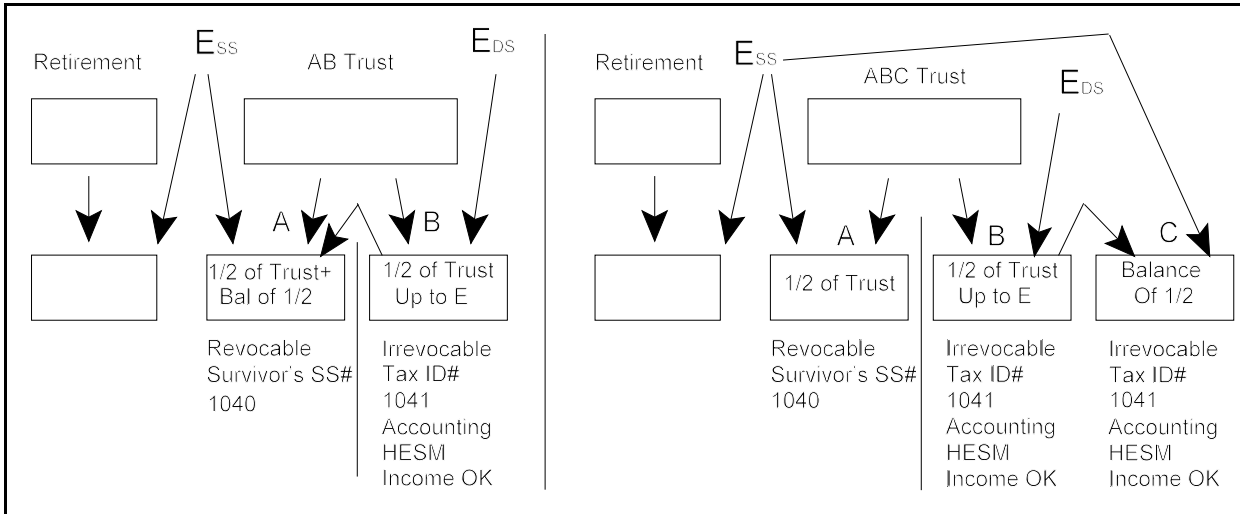 Retirement
ESS
AB Trust
EDS
A
B
1/2 of Trust+
Bal of 1/2
1/2 of Trust
Up to E
Revocable
Survivor's SS#
1040
Irrevocable
Tax ID#
1041
Accounting
HESM
Income OK
Retirement
ESS
ABC Trust
EDS
A
B
C
1/2 of Trust
1/2 of Trust
Up to E
Balance
Of 1/2
Revocable
Survivor's SS#
1040
Irrevocable
Tax ID#
1041
Accounting
HESM
Income OK
Irrevocable
Tax ID#
1041
Accounting
HESM
Income OK